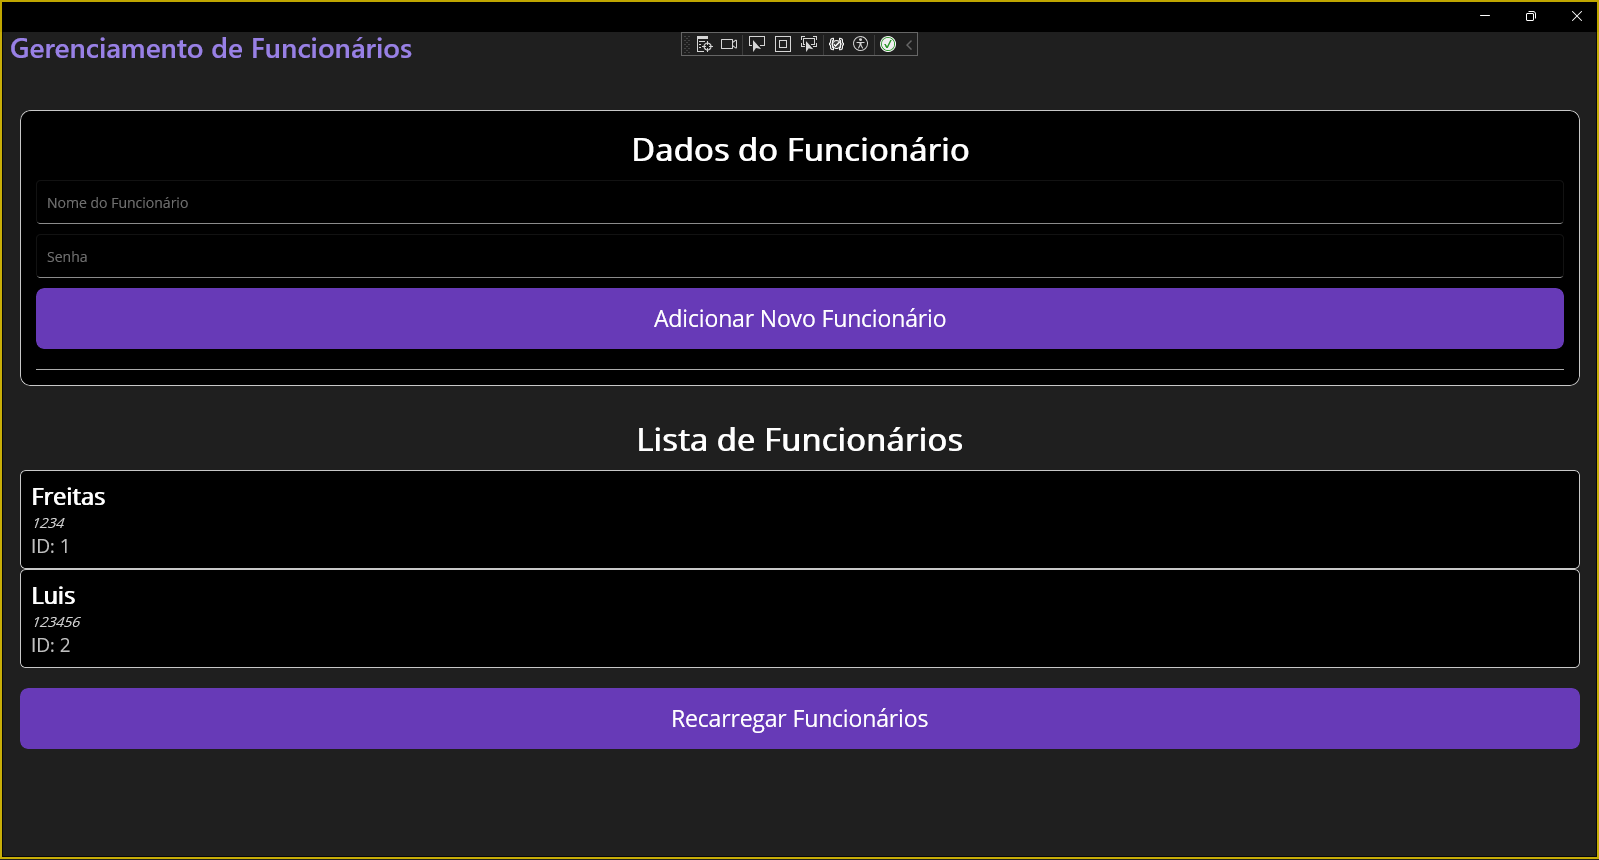 Gerenciamento de Funcionários
Dados do Funcionário
Nome do Funcionário
Senha
Adicionar Novo Funcionário
Lista de Funcionários
Freitas
1234
ID: 1
Luis
123456
ID: 2
Recarregar Funcionários